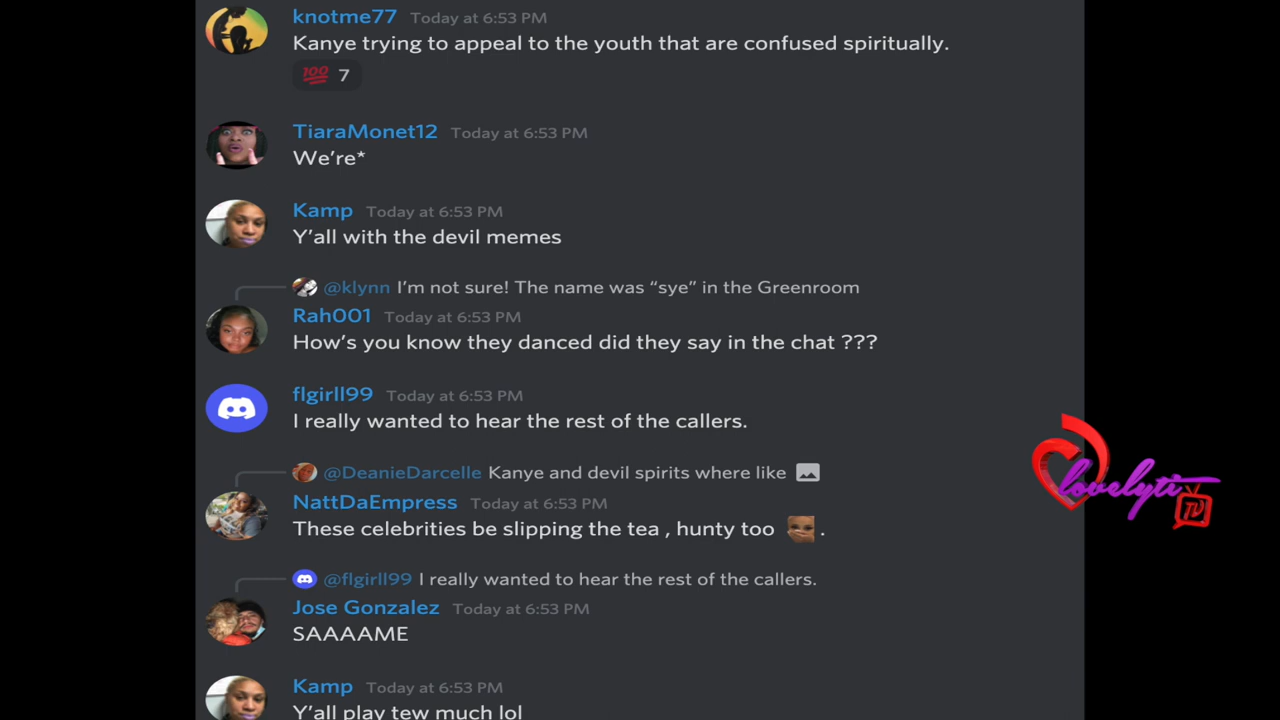 knotme77 Today at 6:53 PM
Kanye trying to appeal to the youth that are confused spiritually.
100 7
TiaraMonet12 Today at 6:53 PM
We're*
Kamp Today at 6:53 PM
Y'all with the devil memes
@klynn I'm not sure! The name was “sye” in the Greenroom
Rah001 Today at 6:53 PM
How's you know they danced did they say in the chat ???
flgirll99 Today at 6:53 PM
I really wanted to hear the rest of the callers.
@DeanieDarcelle Kanye and devil spirits where like
NattDaEmpress Today at 6:53 PM
These celebrities be slipping the tea , hunty too .
@flgirll99 I really wanted to hear the rest of the callers.
Jose Gonzalez Today at 6:53 PM
SAAAAME
Kamp Today at 6:53 PM
Y'all play tew much lol
lovelyti
TV